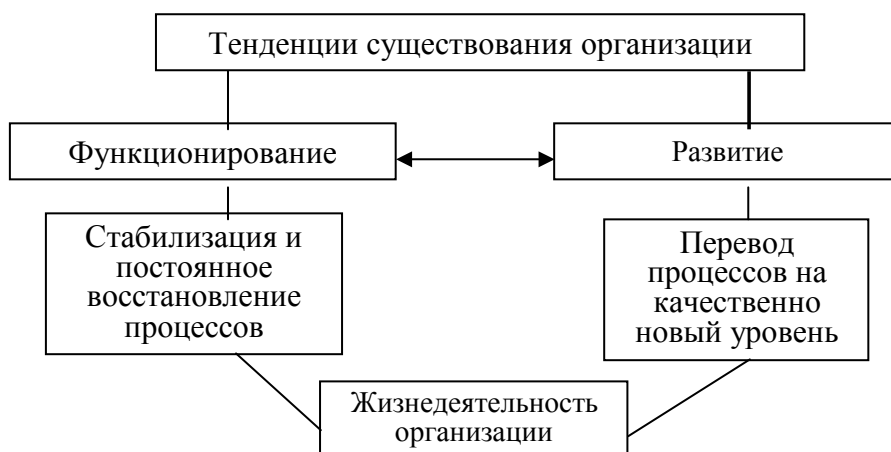 Тенденции существования организации
Функционирование
Развитие
Стабилизация и
постоянное
восстановление
процессов
Перевод
процессов на
качественно
новый уровень
Жизнедеятельность
организации